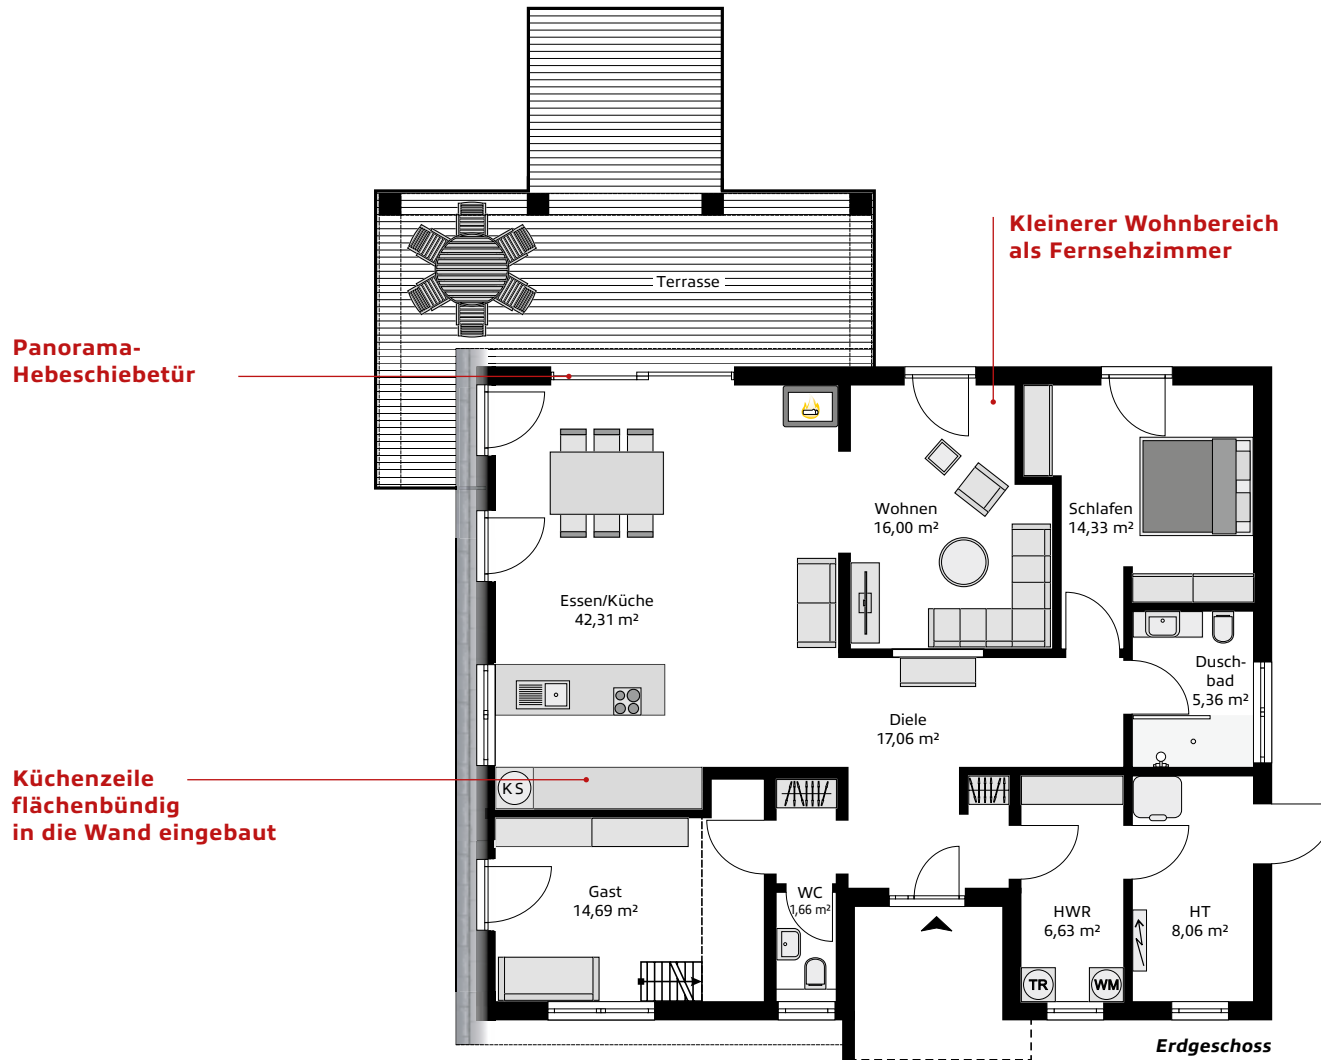 Kleinerer Wohnbereich
als Fernsehzimmer
Terrasse
Panorama-
Hebeschiebetür
Wohnen
16,00 m²
Schlafen
14,33 m²
Essen/Küche
42,31 m²
Dusch-
bad
5,36 m²
Diele
17,06 m²
Küchenzeile
flächenbündig
in die Wand eingebaut
KS
Gast
14,69 m²
WC
1,66 m²
HWR
6,63 m²
HT
8,06 m²
TR
WM
Erdgeschoss